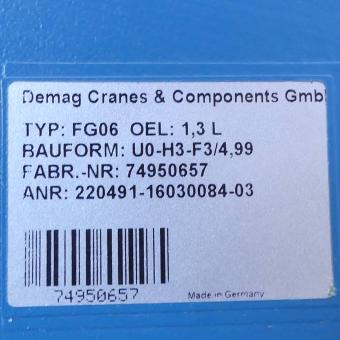 Demag Cranes & Components Gmb
TYP: FG06 OEL: 1,3 L
BAUFORM: U0-H3-F3/4,99
FABR.-NR: 74950657
ANR: 220491-16030084-03
74950657
Made in Germany